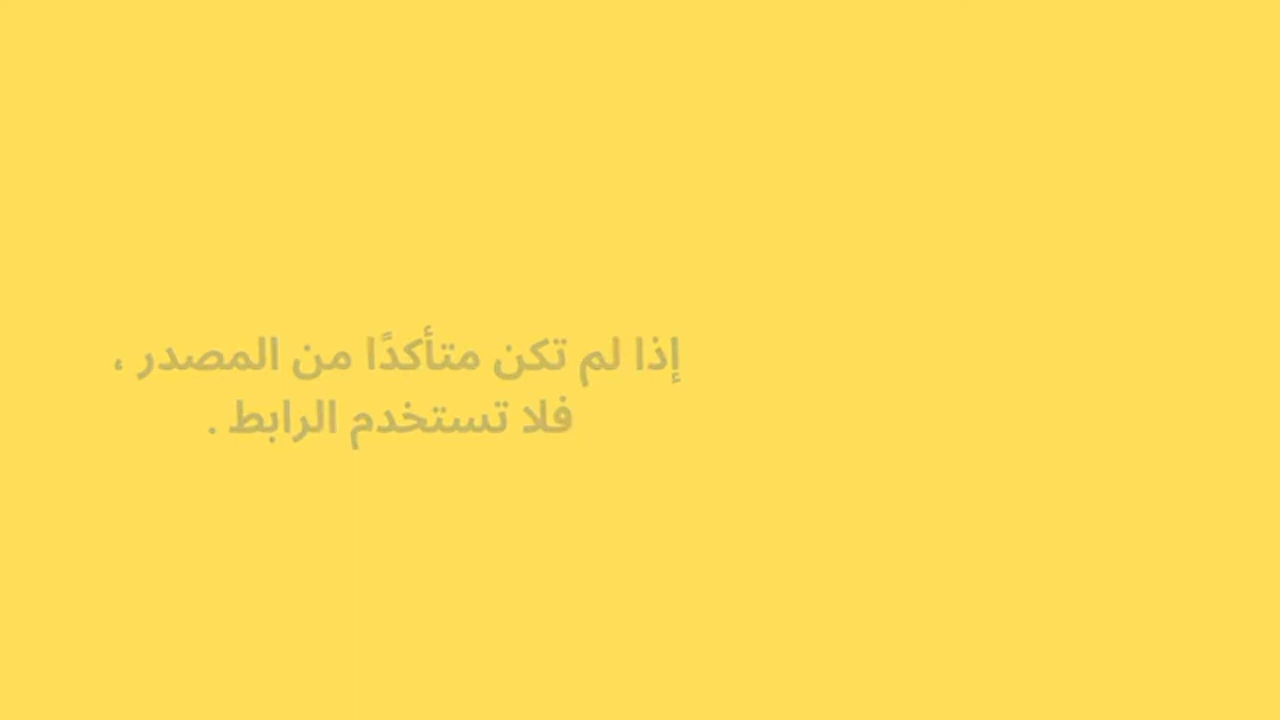 إذا لم تكن متأكدًا من المصدر ،
فلا تستخدم الرابط .